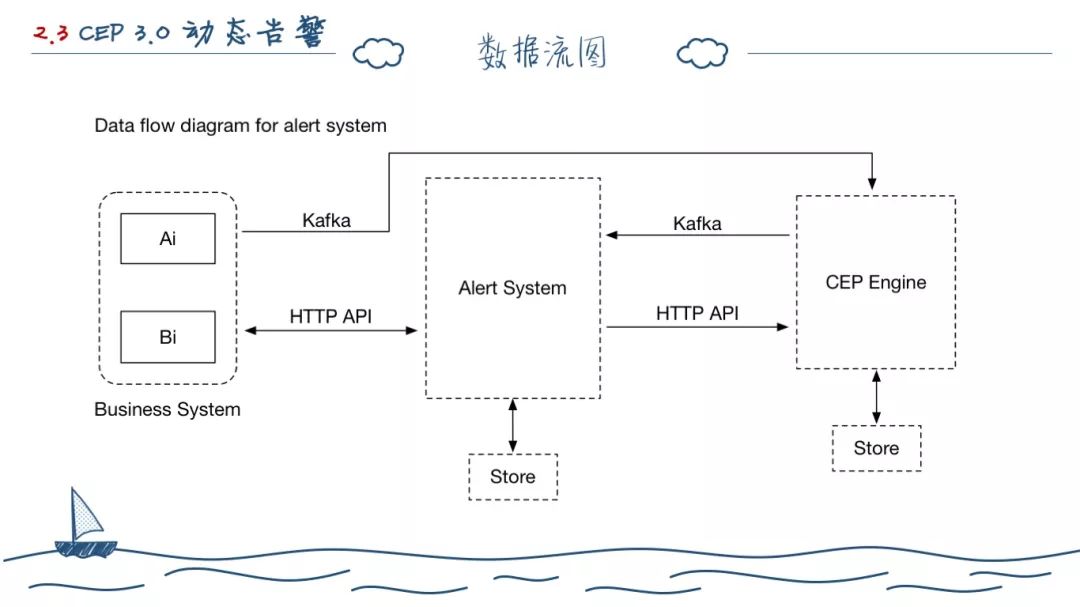 2.3 CEP 3.0 动态告警
数据流图
Data flow diagram for alert system
Kafka
Kafka
Ai
Alert System
CEP Engine
HTTP API
HTTP API
Bi
Business System
Store
Store